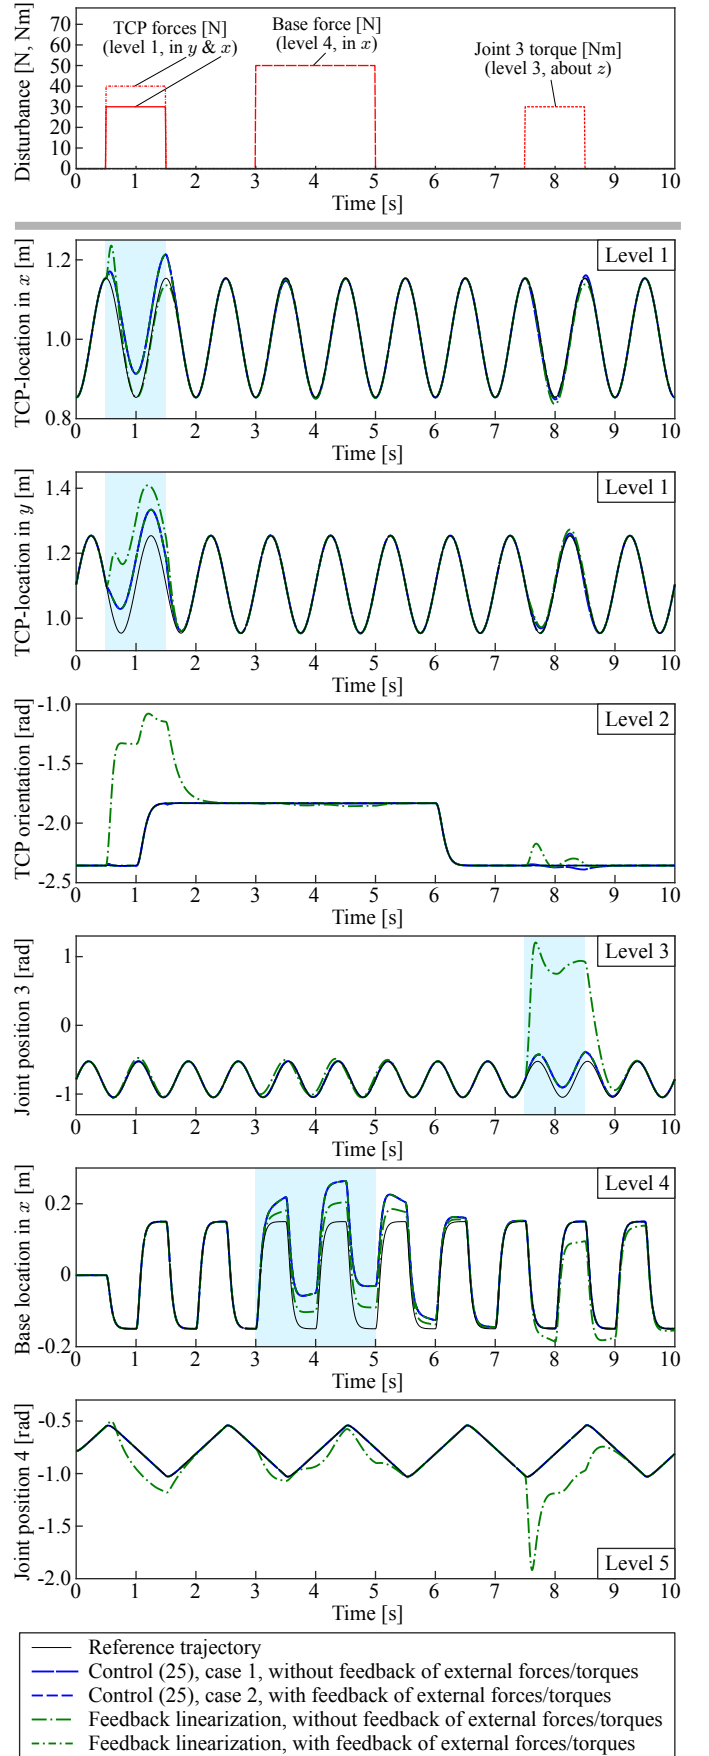 Disturbance [N, Nm]
70
60
50
40
30
20
10
0
TCP forces [N]
(level 1, in y & x)
Base force [N]
(level 4, in x)
Joint 3 torque [Nm]
(level 3, about z)
0 1 2 3 4 5 6 7 8 9 10
Time [s]
TCP-location in x [m]
1.2
1.0
0.8
Level 1
0 1 2 3 4 5 6 7 8 9 10
Time [s]
TCP-location in y [m]
1.4
1.2
1.0
Level 1
0 1 2 3 4 5 6 7 8 9 10
Time [s]
TCP orientation [rad]
-1.0
-1.5
-2.0
-2.5
Level 2
0 1 2 3 4 5 6 7 8 9 10
Time [s]
Joint position 3 [rad]
1
0
-1
Level 3
0 1 2 3 4 5 6 7 8 9 10
Time [s]
Base location in x [m]
0.2
0
-0.2
Level 4
0 1 2 3 4 5 6 7 8 9 10
Time [s]
Joint position 4 [rad]
-0.5
-1.0
-1.5
-2.0
Level 5
0 1 2 3 4 5 6 7 8 9 10
Time [s]
Reference trajectory
Control (25), case 1, without feedback of external forces/torques
Control (25), case 2, with feedback of external forces/torques
Feedback linearization, without feedback of external forces/torques
Feedback linearization, with feedback of external forces/torques